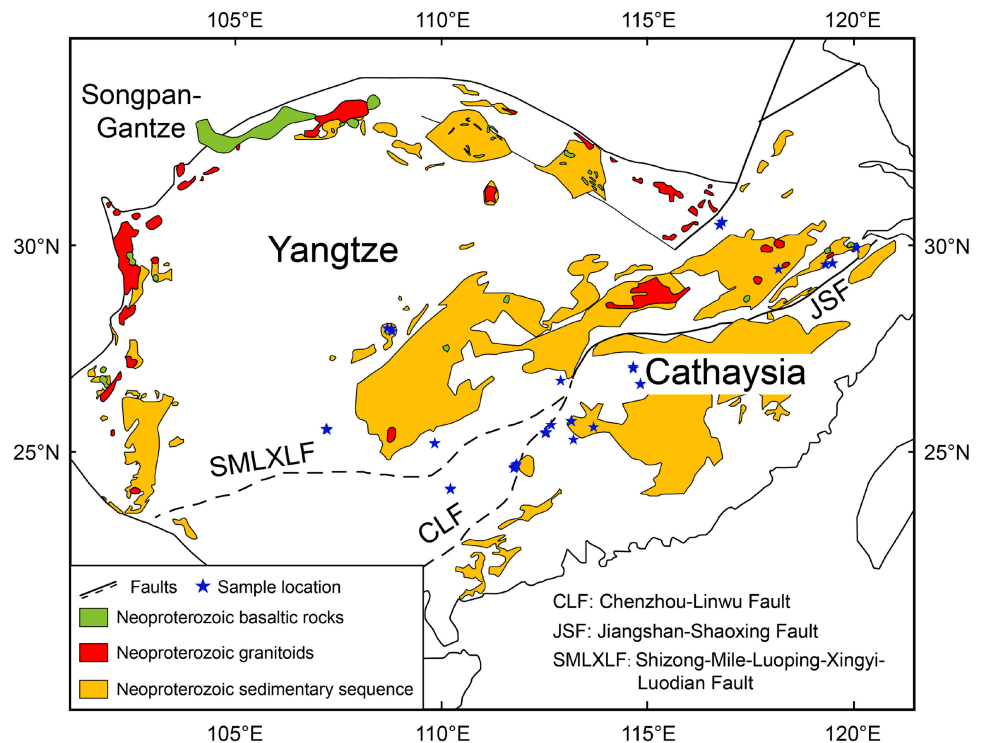 105°E 110°E 115°E 120°E
Songpan-
Gantze
Yangtze
30°N 30°N
JSF
Cathaysia
25°N 25°N
SMLXLF
CLF
Faults Sample location
Neoproterozoic basaltic rocks
Neoproterozoic granitoids
Neoproterozoic sedimentary sequence
CLF: Chenzhou-Linwu Fault
JSF: Jiangshan-Shaoxing Fault
SMLXLF: Shizong-Mile-Luoping-Xingyi-
Luodian Fault
105°E 110°E 115°E 120°E